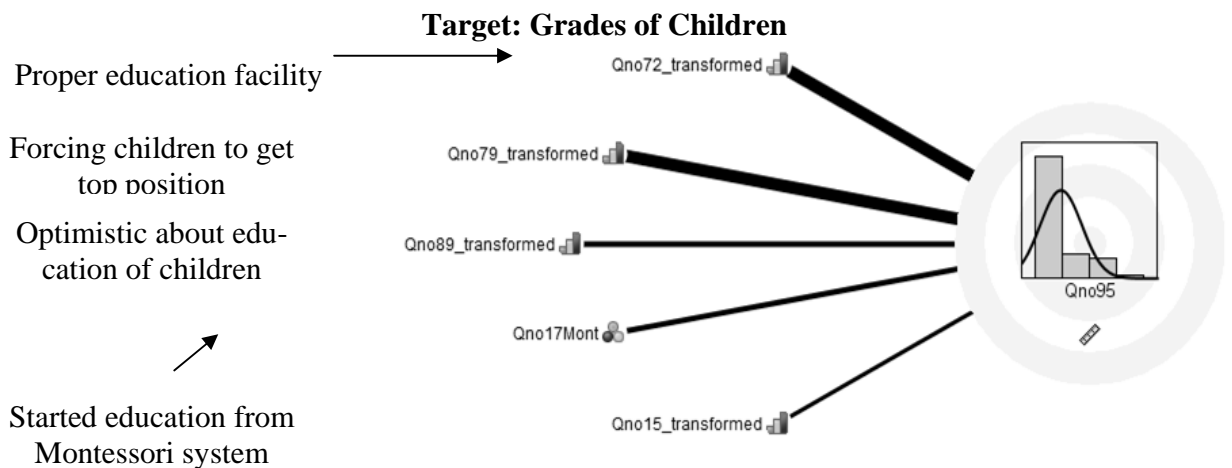 Target: Grades of Children
Proper education facility
Qno72_transformed
Forcing children to get
top position
Qno79_transformed
Optimistic about edu-
cation of children
Qno89_transformed
Qno95
Qno17Mont
Started education from
Montessori system
Qno15_transformed